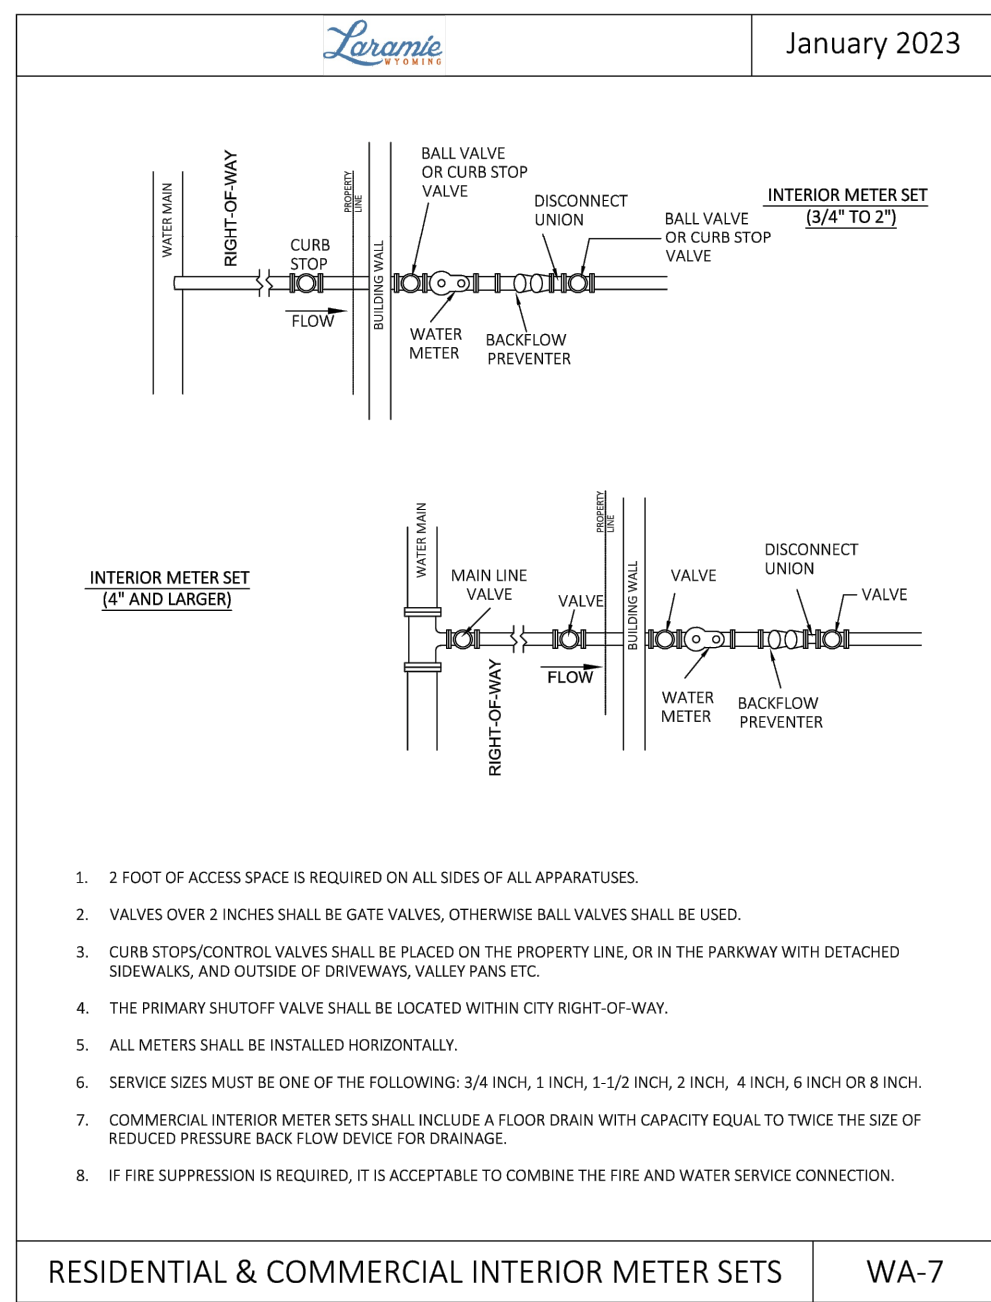 Laramie
WYOMING
January 2023
BALL VALVE
OR CURB STOP
VALVE
DISCONNECT
UNION
BALL VALVE
OR CURB STOP
VALVE
INTERIOR METER SET
(3/4" TO 2")
WATER MAIN
RIGHT-OF-WAY
CURB
STOP
PROPERTY
LINE
BUILDING WALL
FLOW
WATER
METER
BACKFLOW
PREVENTER
INTERIOR METER SET
(4" AND LARGER)
WATER MAIN
MAIN LINE
VALVE
VALVE
PROPERTY
LINE
BUILDING WALL
VALVE
DISCONNECT
UNION
VALVE
RIGHT-OF-WAY
FLOW
WATER
METER
BACKFLOW
PREVENTER
1. 2 FOOT OF ACCESS SPACE IS REQUIRED ON ALL SIDES OF ALL APPARATUSES.
2. VALVES OVER 2 INCHES SHALL BE GATE VALVES, OTHERWISE BALL VALVES SHALL BE USED.
3. CURB STOPS/CONTROL VALVES SHALL BE PLACED ON THE PROPERTY LINE, OR IN THE PARKWAY WITH DETACHED
SIDEWALKS, AND OUTSIDE OF DRIVEWAYS, VALLEY PANS ETC.
4. THE PRIMARY SHUTOFF VALVE SHALL BE LOCATED WITHIN CITY RIGHT-OF-WAY.
5. ALL METERS SHALL BE INSTALLED HORIZONTALLY.
6. SERVICE SIZES MUST BE ONE OF THE FOLLOWING: 3/4 INCH, 1 INCH, 1-1/2 INCH, 2 INCH, 4 INCH, 6 INCH OR 8 INCH.
7. COMMERCIAL INTERIOR METER SETS SHALL INCLUDE A FLOOR DRAIN WITH CAPACITY EQUAL TO TWICE THE SIZE OF
REDUCED PRESSURE BACK FLOW DEVICE FOR DRAINAGE.
8. IF FIRE SUPPRESSION IS REQUIRED, IT IS ACCEPTABLE TO COMBINE THE FIRE AND WATER SERVICE CONNECTION.
RESIDENTIAL & COMMERCIAL INTERIOR METER SETS
WA-7